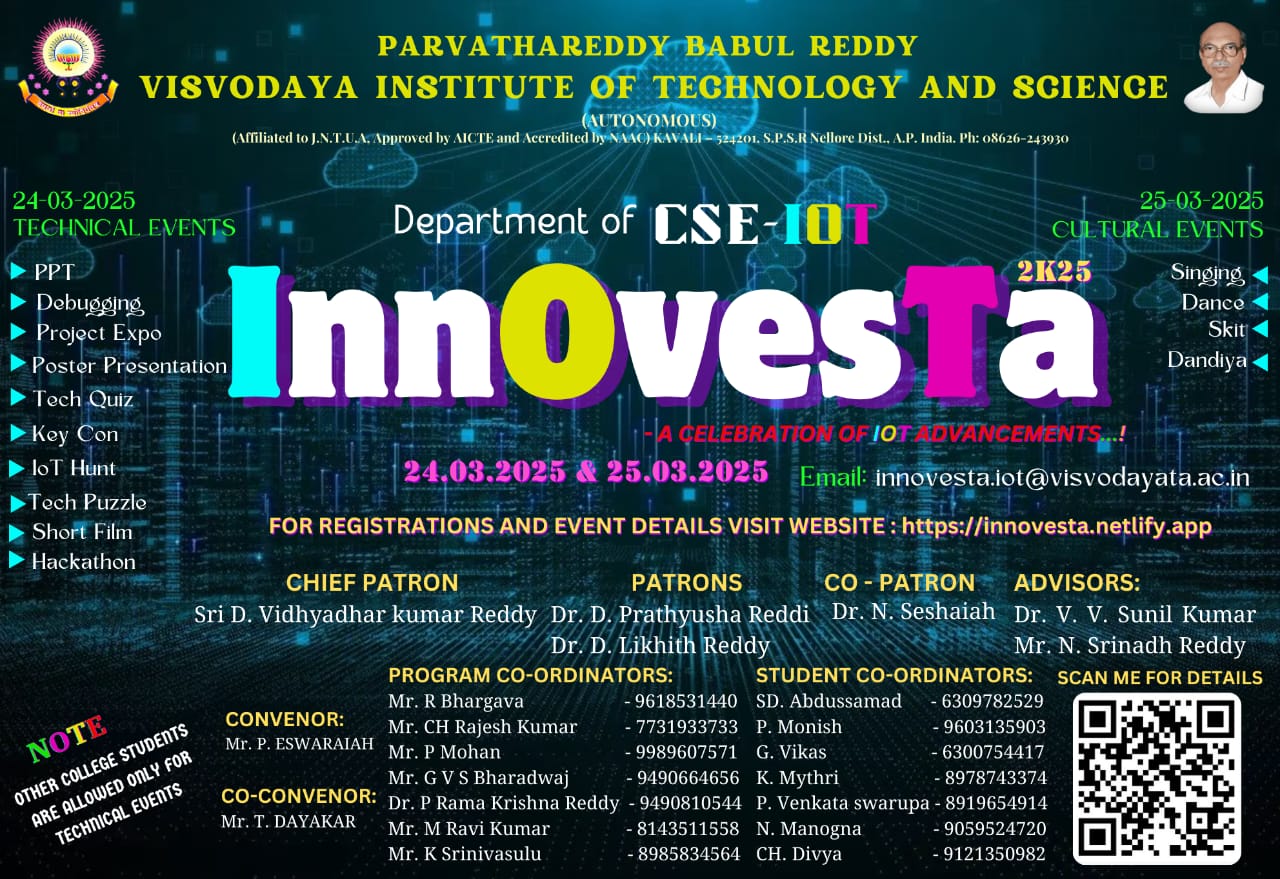 PARVATHAREDDY BABUL REDDY
VISVODAYA INSTITUTE OF TECHNOLOGY AND SCIENCE
(AUTONOMOUS)
(Affiliated to J.N.T.U.A, Approved by AICTE and Accredited by NAAC) KAVALI – 524201, S.P.S.R Nellore Dist., A.P. India. Ph: 08626-243930
24-03-2025
TECHNICAL EVENTS
PPT
Debugging
Project Expo
Poster Presentation
Tech Quiz
Key Con
IoT Hunt
Tech Puzzle
Short Film
Hackathon
Department of CSE-IOT
InnOvesTa
2K25
- A CELEBRATION OF IOT ADVANCEMENTS...!
25-03-2025
CULTURAL EVENTS
Singing
Dance
Skit
Dandiya
24.03.2025 & 25.03.2025
Email: innovesta.iot@visvodayata.ac.in
FOR REGISTRATIONS AND EVENT DETAILS VISIT WEBSITE : https://innovesta.netlify.app
CHIEF PATRON
Sri D. Vidhyadhar kumar Reddy
PATRONS
Dr. D. Prathyusha Reddi
Dr. D. Likhith Reddy
CO - PATRON
Dr. N. Seshaiah
ADVISORS:
Dr. V. V. Sunil Kumar
Mr. N. Srinadh Reddy
NOTE
OTHER COLLEGE STUDENTS
ARE ALLOWED ONLY FOR
TECHNICAL EVENTS
CONVENOR:
Mr. P. ESWARAIAH
CO-CONVENOR:
Mr. T. DAYAKAR
PROGRAM CO-ORDINATORS:
Mr. R Bhargava - 9618531440
Mr. CH Rajesh Kumar - 7731933733
Mr. P Mohan - 9989607571
Mr. G V S Bharadwaj - 9490664656
Dr. P Rama Krishna Reddy - 9490810544
Mr. M Ravi Kumar - 8143511558
Mr. K Srinivasulu - 8985834564
STUDENT CO-ORDINATORS:
SD. Abdussamad - 6309782529
P. Monish - 9603135903
G. Vikas - 6300754417
K. Mythri - 8978743374
P. Venkata swarupa - 8919654914
N. Manogna - 9059524720
CH. Divya - 9121350982
SCAN ME FOR DETAILS